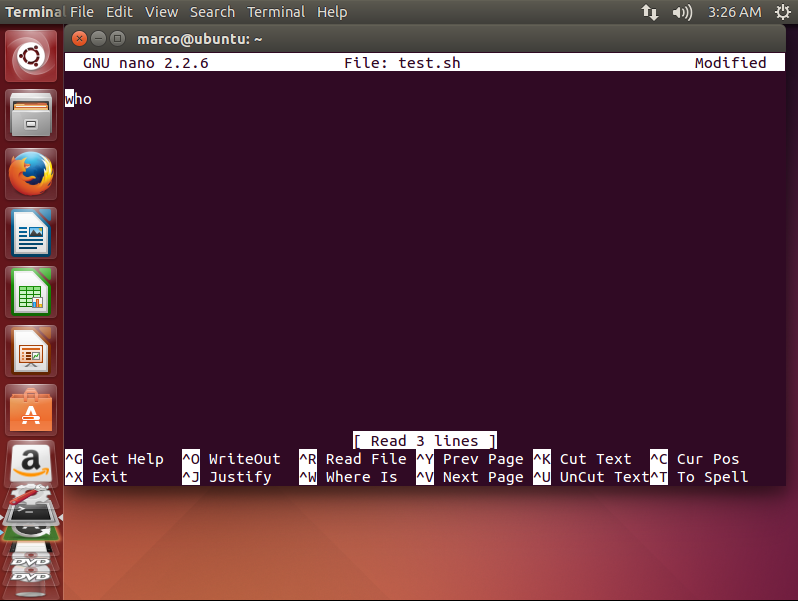 Terminal File Edit View Search Terminal Help 3:26 AM
marco@ubuntu: ~
GNU nano 2.2.6 File: test.sh Modified
who
[ Read 3 lines ]
^G Get Help ^O WriteOut ^R Read File ^Y Prev Page ^K Cut Text ^C Cur Pos
^X Exit ^J Justify ^W Where Is ^V Next Page ^U UnCut Text ^T To Spell
A
a
>_
A
DVD
DVD